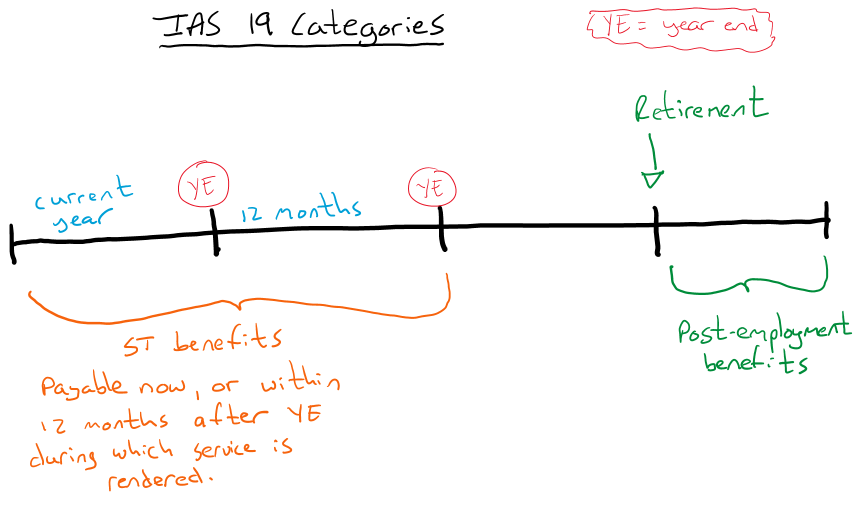 IAS 19 Categories
YE = year end
Retirement
current
year
YE
12 months
YE
ST benefits
Payable now, or within
12 months after YE
during which service is
rendered.
Post-employment
benefits